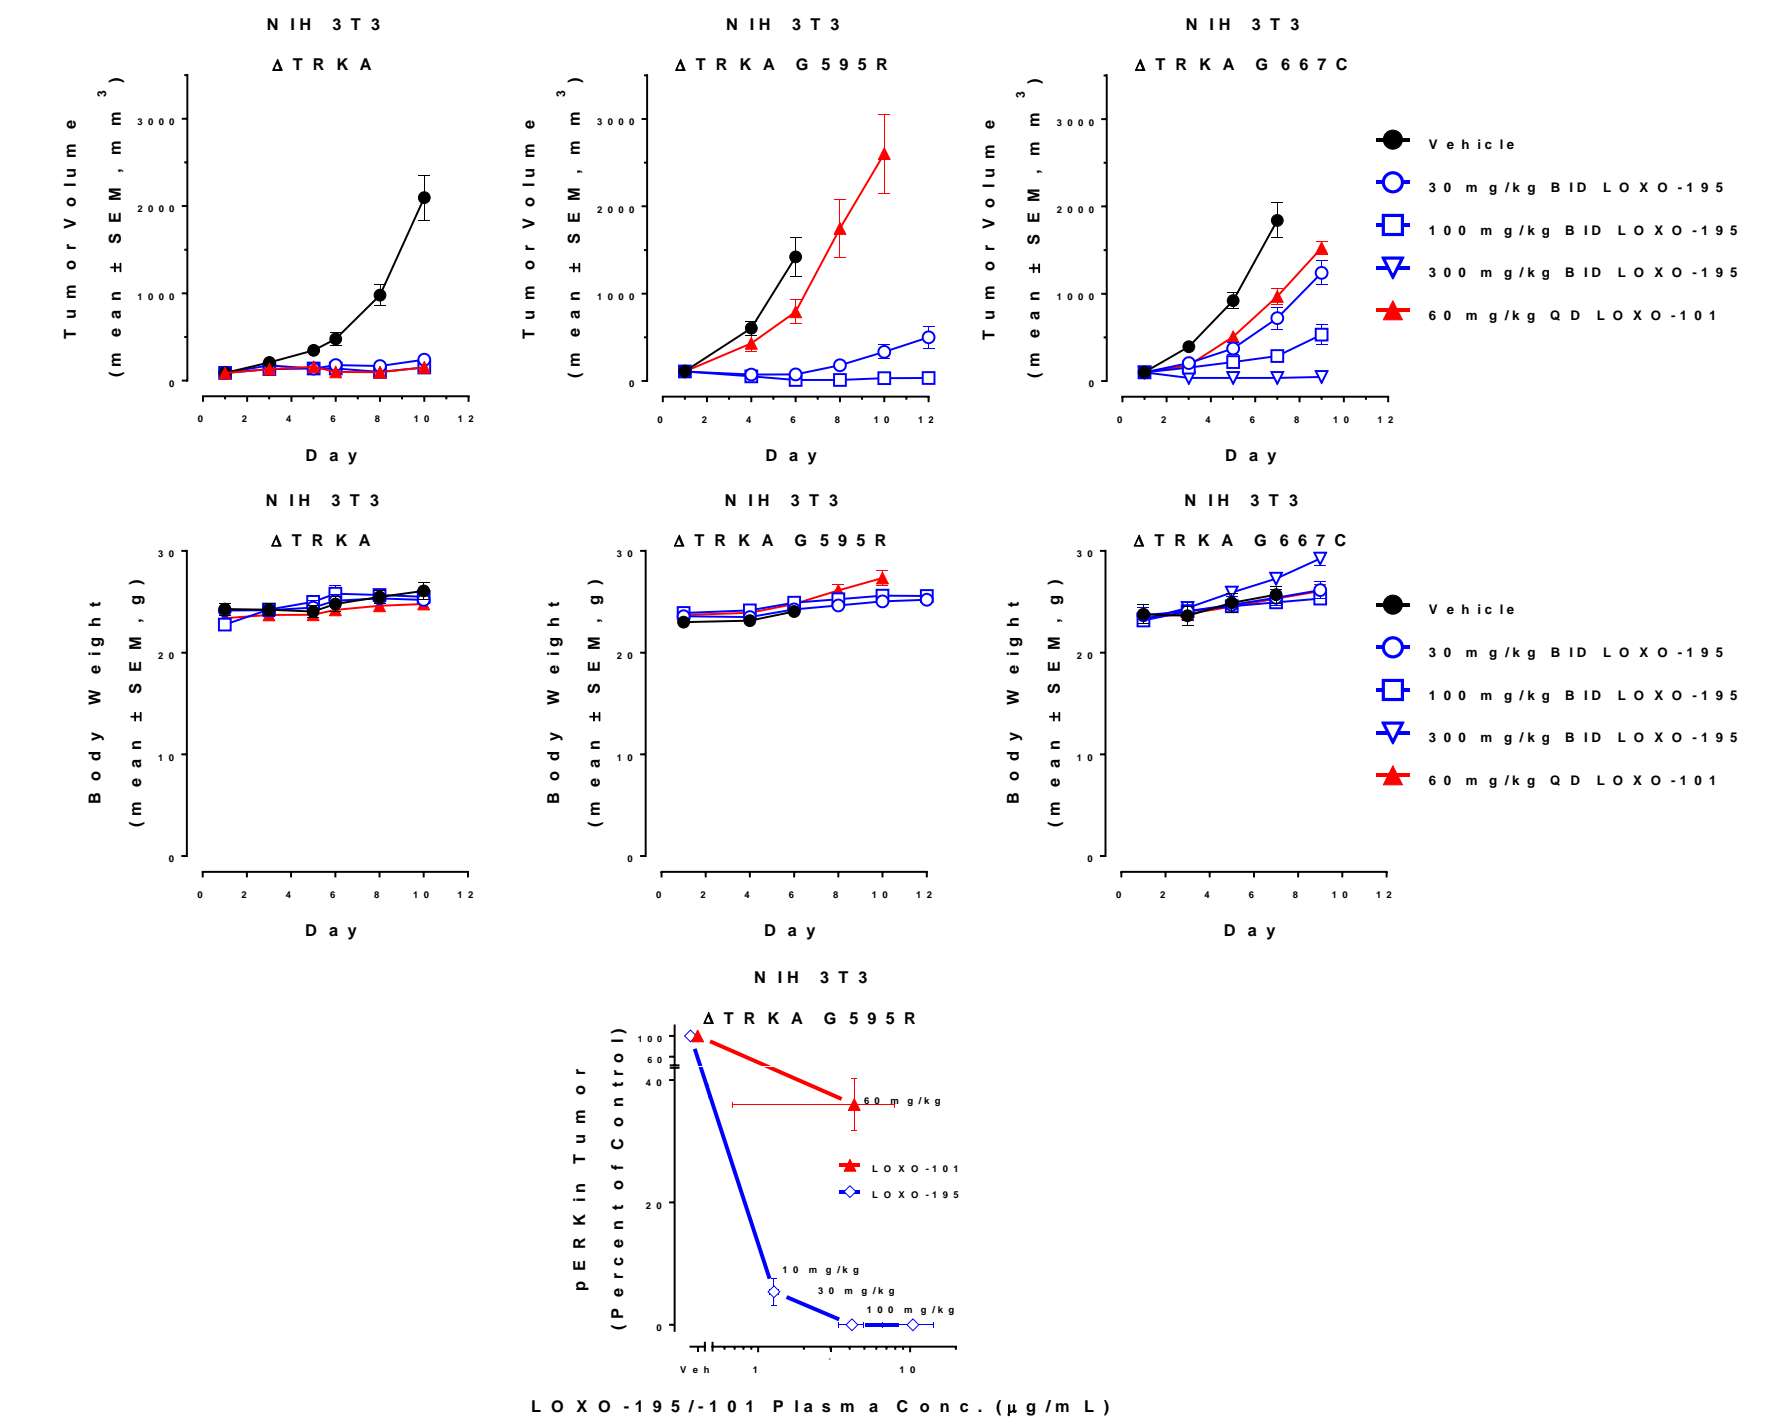 NIH 3T3
ΔTRKA
Tumor Volume
(mean ± SEM, mm3)
3000
2000
1000
0
0 2 4 6 8 10 12
Day
NIH 3T3
ΔTRKA G595R
Tumor Volume
(mean ± SEM, mm3)
3000
2000
1000
0
0 2 4 6 8 10 12
Day
NIH 3T3
ΔTRKA G667C
Tumor Volume
(mean ± SEM, mm3)
3000
2000
1000
0
0 2 4 6 8 10 12
Day
Vehicle
30 mg/kg BID LOXO-195
100 mg/kg BID LOXO-195
300 mg/kg BID LOXO-195
60 mg/kg QD LOXO-101
NIH 3T3
ΔTRKA
Body Weight
(mean ± SEM, g)
30
20
10
0
0 2 4 6 8 10 12
Day
NIH 3T3
ΔTRKA G595R
Body Weight
(mean ± SEM, g)
30
20
10
0
0 2 4 6 8 10 12
Day
NIH 3T3
ΔTRKA G667C
Body Weight
(mean ± SEM, g)
30
20
10
0
0 2 4 6 8 10 12
Day
Vehicle
30 mg/kg BID LOXO-195
100 mg/kg BID LOXO-195
300 mg/kg BID LOXO-195
60 mg/kg QD LOXO-101
NIH 3T3
ΔTRKA G595R
pERK in Tumor
(Percent of Control)
100
60
40
20
0
60 mg/kg
LOXO-101
LOXO-195
10 mg/kg
30 mg/kg
100 mg/kg
Veh 1 10
LOXO-195/-101 Plasma Conc. (μg/mL)